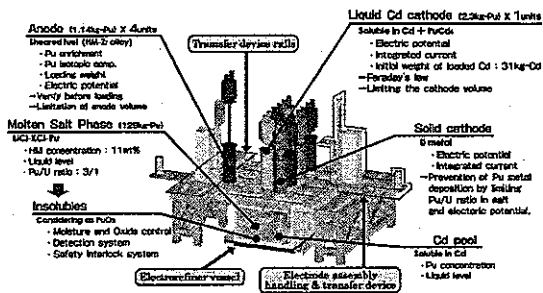 Anode (1.14kg-Pu) X 4units
Uncared fuel (HM-Zr alloy)
・Pu enrichment
・Pu isotopic comp.
・Loading weight
・Electric potential
→Verify before loading.
→Limitation of anode volume
Transfer device rails
Liquid Cd cathode (2.3kg-Pu) X 1units
Soluble in Cd + PuCd6
・Electric potential
・Integrated current
・Initial weight of loaded Cd : 31kg-Cd
→Faraday's law
→Limiting the cathode volume
Molten Salt Phase (125kg-Pu)
LiCl-KCl-Pu
・HM concentration : 11wt%
・Liquid level
・Pu/U ratio : 3/1
Solid cathode
U metal
・Electric potential
・Integrated current
→Prevention of Pu metal
deposition by limiting
Pu/U ratio in salt
and electric potential.
Insolubles
Considering as PuO2
・Moisture and Oxide control
・Detection system
・Safety Interlock system
Cd pool
Soluble in Cd
・Pu concentration
・Liquid level
Electrorefiner vessel
Electrode assembly
handling & transfer device